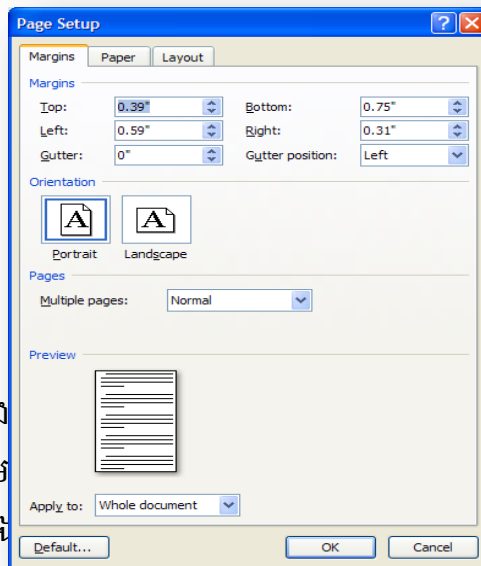 Page Setup
Margins Paper Layout
Margins
Top: 0.39" Bottom: 0.75"
Left: 0.59" Right: 0.31"
Gutter: 0" Gutter position: Left
Orientation
A A
Portrait Landscape
Pages
Multiple pages: Normal
Preview
Apply to: Whole document
Default... OK Cancel